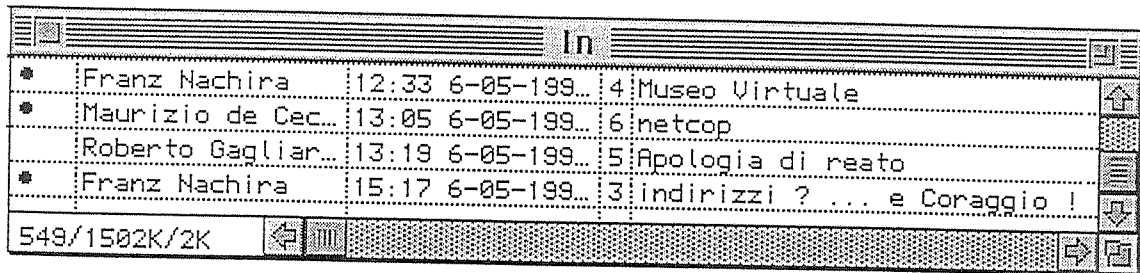 In
• Franz Nachira 12:33 6-05-199… 4 Museo Virtuale
• Maurizio de Cec… 13:05 6-05-199… 6 netcop
Roberto Gagliar… 13:19 6-05-199… 5 Apologia di reato
• Franz Nachira 15:17 6-05-199… 3 indirizzi ? ... e Coraggio !
549/1502K/2K